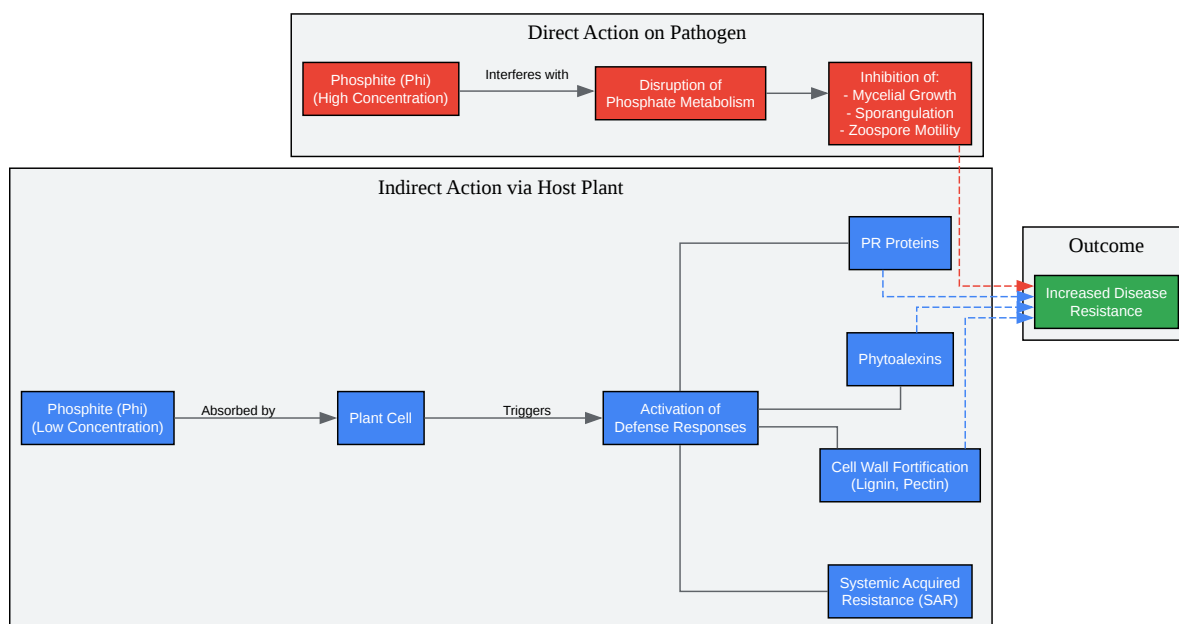 Direct Action on Pathogen
Phosphite (Phi)
(High Concentration)
Interferes with
Disruption of
Phosphate Metabolism
Inhibition of:
- Mycelial Growth
- Sporangulation
- Zoospore Motility
Indirect Action via Host Plant
Phosphite (Phi)
(Low Concentration)
Absorbed by
Plant Cell
Triggers
Activation of
Defense Responses
PR Proteins
Phytoalexins
Cell Wall Fortification
(Lignin, Pectin)
Systemic Acquired
Resistance (SAR)
Outcome
Increased Disease
Resistance